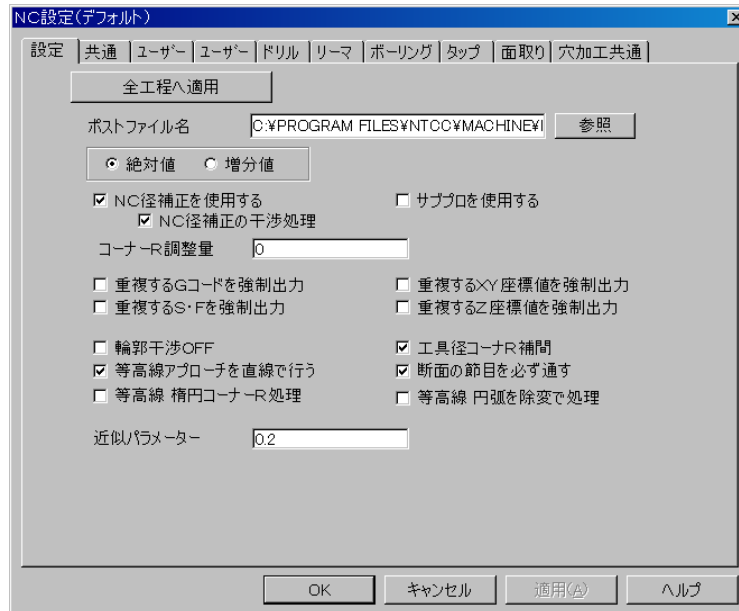 NC設定(デフォルト)
設定 共通 ユーザー ユーザー ドリル リーマ ボーリング タップ 面取り 穴加工共通
全工程へ適用
ポストファイル名 C:¥PROGRAM FILES¥NTCC¥MACHINE¥I 参照
絶対値 増分値
NC径補正を使用する サブプロを使用する
NC径補正の干渉処理
コーナーR調整量 0
重複するGコードを強制出力 重複するXY座標値を強制出力
重複するS・Fを強制出力 重複するZ座標値を強制出力
輪郭干渉OFF 工具径コーナR補間
等高線アプローチを直線で行う 断面の節目を必ず通す
等高線 楕円コーナーR処理 等高線 円弧を除変で処理
近似パラメーター 0.2
OK キャンセル 適用(A) ヘルプ